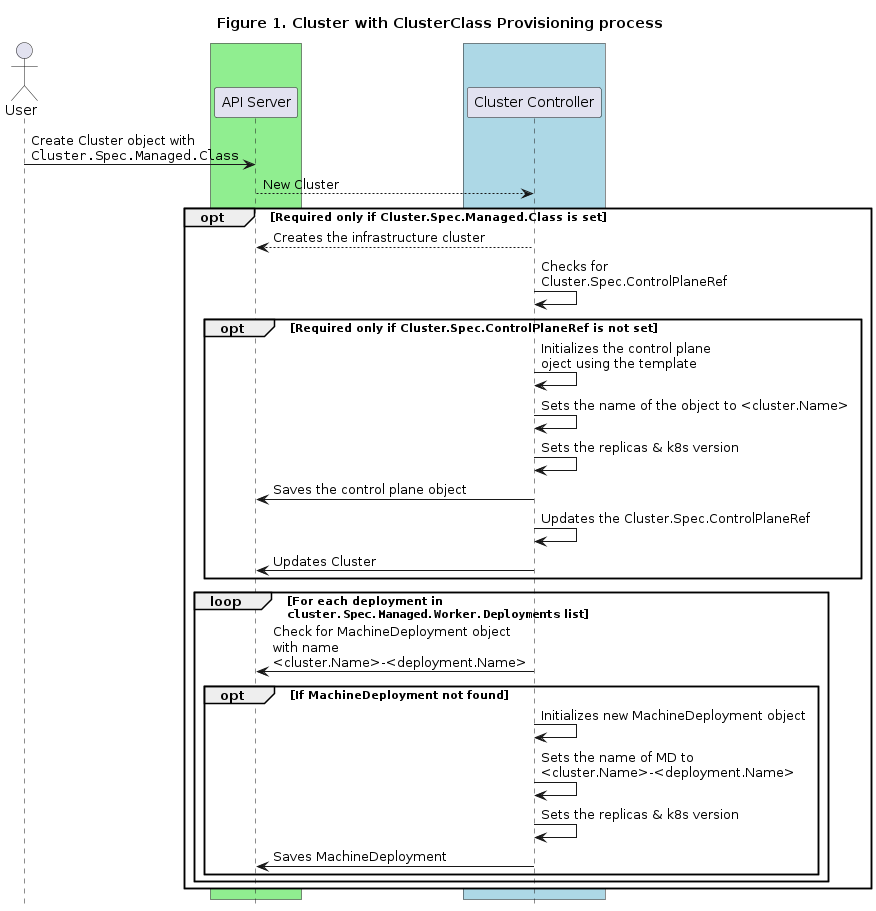 Figure 1. Cluster with ClusterClass Provisioning process
User
API Server
Cluster Controller
Create Cluster object with
Cluster.Spec.Managed.Class
New Cluster
opt
[Required only if Cluster.Spec.Managed.Class is set]
Creates the infrastructure cluster
Checks for
Cluster.Spec.ControlPlaneRef
opt
[Required only if Cluster.Spec.ControlPlaneRef is not set]
Initializes the control plane
oject using the template
Sets the name of the object to <cluster.Name>
Sets the replicas & k8s version
Saves the control plane object
Updates the Cluster.Spec.ControlPlaneRef
Updates Cluster
loop
[For each deployment in
cluster.Spec.Managed.Worker.Deployments list]
Check for MachineDeployment object
with name
<cluster.Name>-<deployment.Name>
opt
[If MachineDeployment not found]
Initializes new MachineDeployment object
Sets the name of MD to
<cluster.Name>-<deployment.Name>
Sets the replicas & k8s version
Saves MachineDeployment